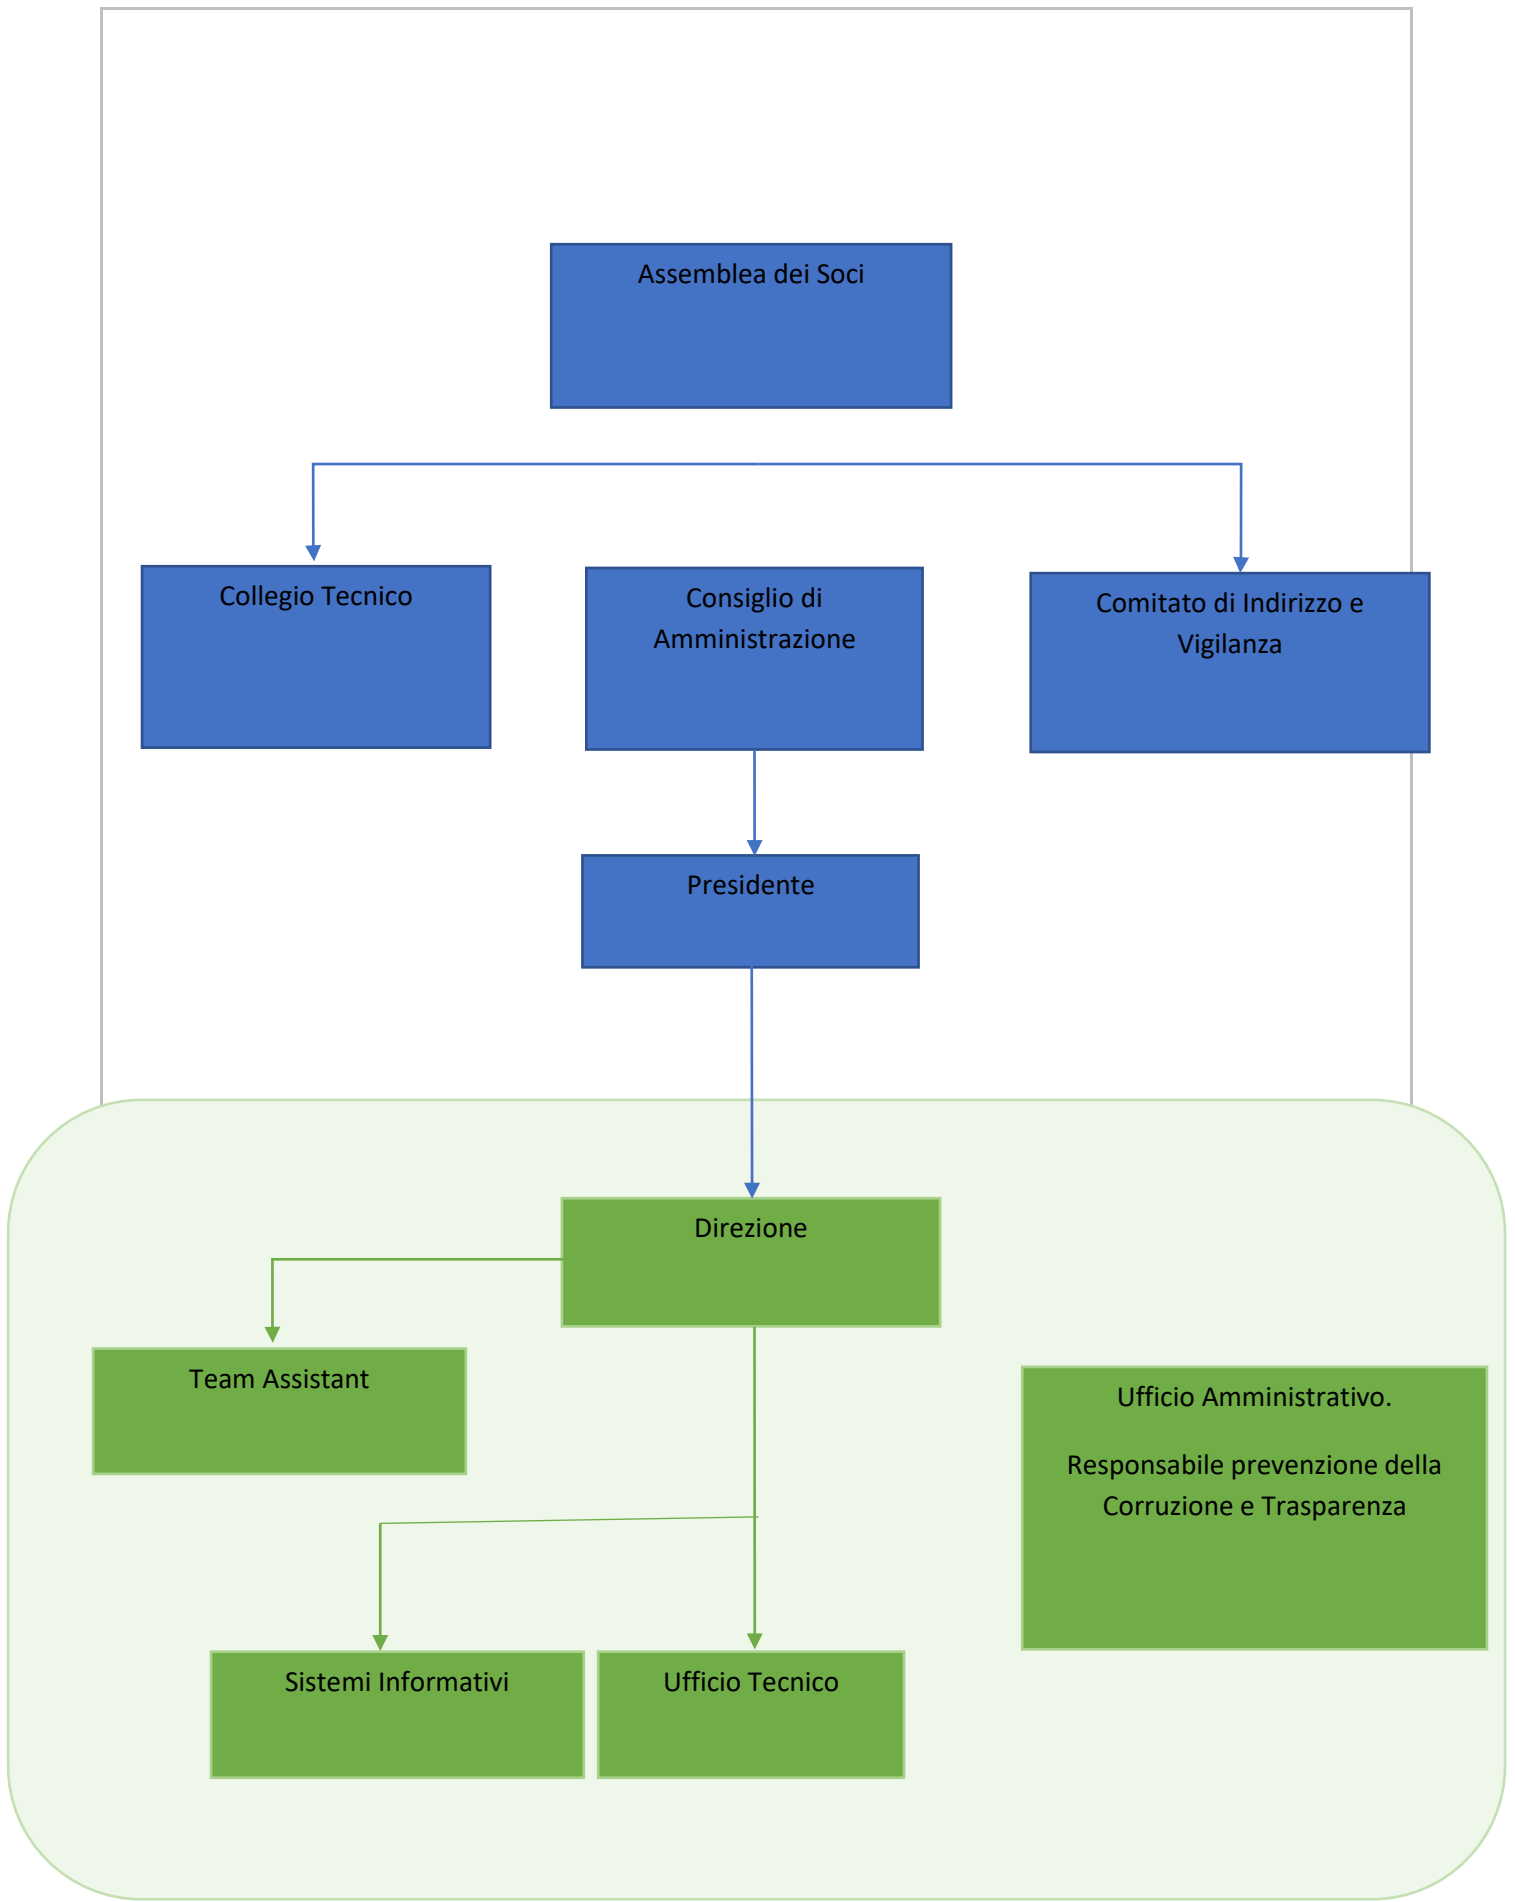 Assemblea dei Soci
Collegio Tecnico
Consiglio di
Amministrazione
Comitato di Indirizzo e
Vigilanza
Presidente
Direzione
Team Assistant
Ufficio Amministrativo.
Responsabile prevenzione della
Corruzione e Trasparenza
Sistemi Informativi
Ufficio Tecnico